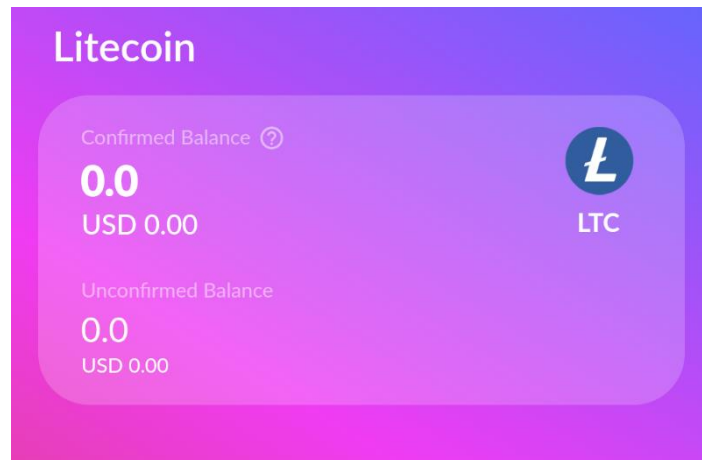 Litecoin
Confirmed Balance ?
0.0
USD 0.00
LTC
Unconfirmed Balance
0.0
USD 0.00